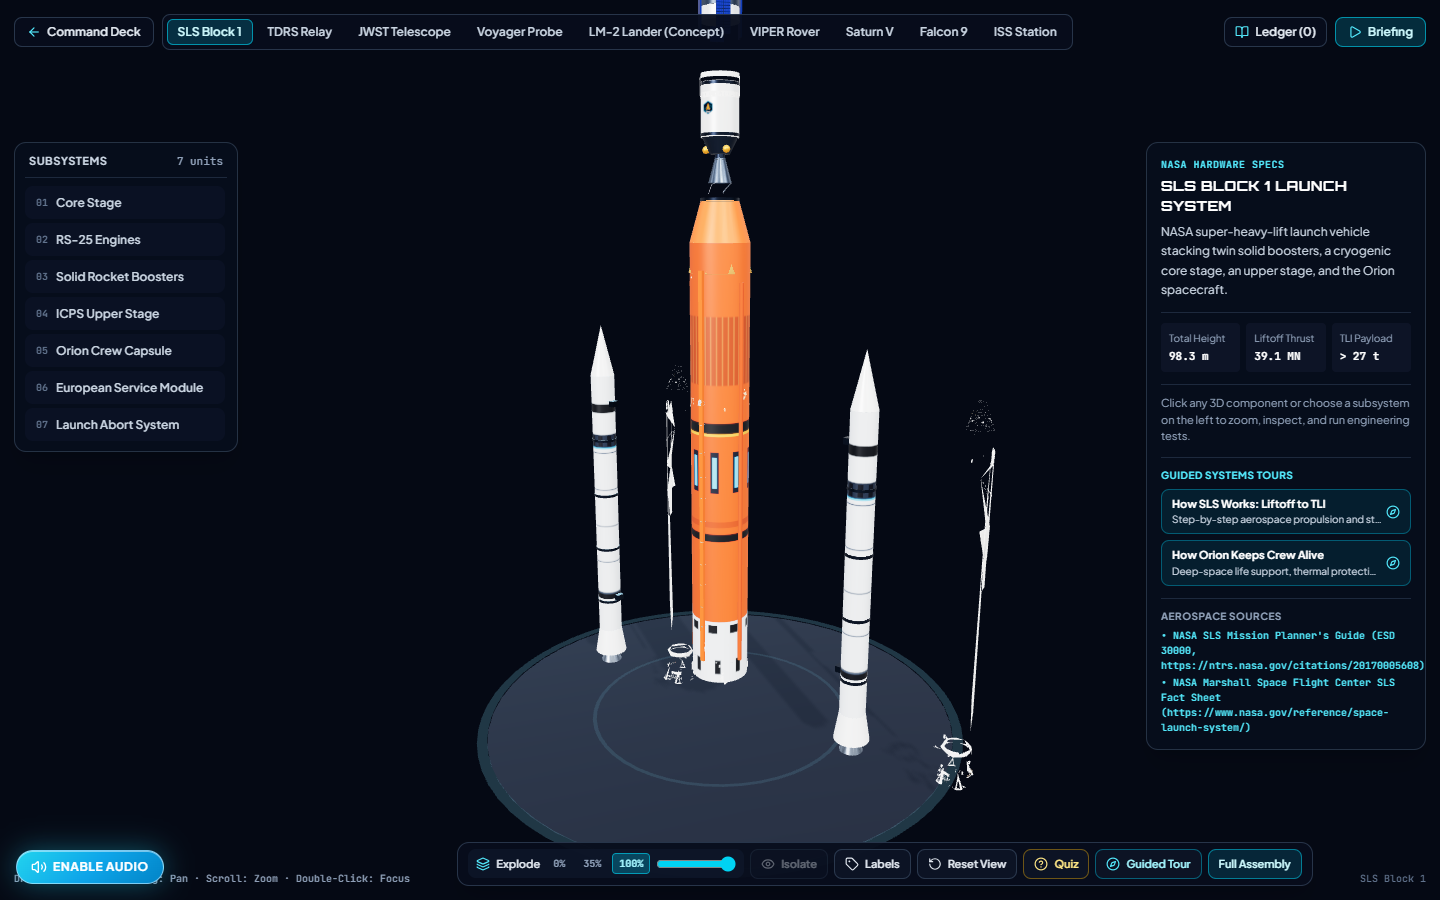 Command Deck
SLS Block 1
TDRS Relay
JWST Telescope
Voyager Probe
LM-2 Lander (Concept)
VIPER Rover
Saturn V
Falcon 9
ISS Station
Ledger (0)
Briefing
SUBSYSTEMS
7 units
01 Core Stage
02 RS-25 Engines
03 Solid Rocket Boosters
04 ICPS Upper Stage
05 Orion Crew Capsule
06 European Service Module
07 Launch Abort System
NASA HARDWARE SPECS
SLS BLOCK 1 LAUNCH
SYSTEM
NASA super-heavy-lift launch vehicle
stacking twin solid boosters, a cryogenic
core stage, an upper stage, and the Orion
spacecraft.
Total Height
98.3 m
Liftoff Thrust
39.1 MN
TLI Payload
> 27 t
Click any 3D component or choose a subsystem
on the left to zoom, inspect, and run engineering
tests.
GUIDED SYSTEMS TOURS
How SLS Works: Liftoff to TLI
Step-by-step aerospace propulsion and st...
How Orion Keeps Crew Alive
Deep-space life support, thermal protecti...
AEROSPACE SOURCES
• NASA SLS Mission Planner's Guide (ESD
30000,
https://ntrs.nasa.gov/citations/20170005608)
• NASA Marshall Space Flight Center SLS
Fact Sheet
(https://www.nasa.gov/reference/space-
launch-system/)
ENABLE AUDIO
Pan · Scroll: Zoom · Double-Click: Focus
Explode
0%
35%
100%
Isolate
Labels
Reset View
Quiz
Guided Tour
Full Assembly
SLS Block 1